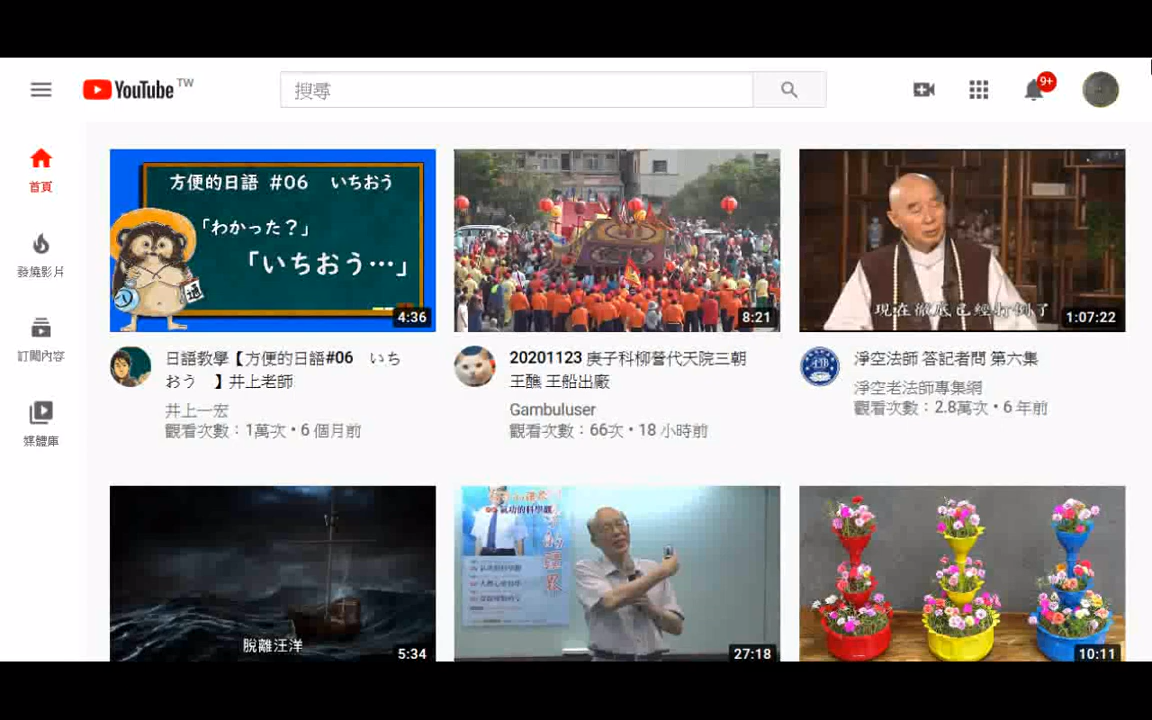 YouTube TW
搜尋
9+
首頁
發燒影片
訂閱內容
媒體庫
方便的日語 #06 いちおう
「わかった？」
「いちおう…」
4:36
日語教學【方便的日語#06 いち
おう 】井上老師
井上一宏
觀看次數：1萬次 • 6 個月前
8:21
20201123 庚子科柳營代天院三朝
王醮 王船出廠
Gambuluser
觀看次數：66次 • 18 小時前
現在徹底已經打倒了
1:07:22
淨空法師 答記者問 第六集
淨空老法師專集網
觀看次數：2.8萬次 • 6 年前
脫離汪洋
5:34
氣功的科學觀
27:18
10:11